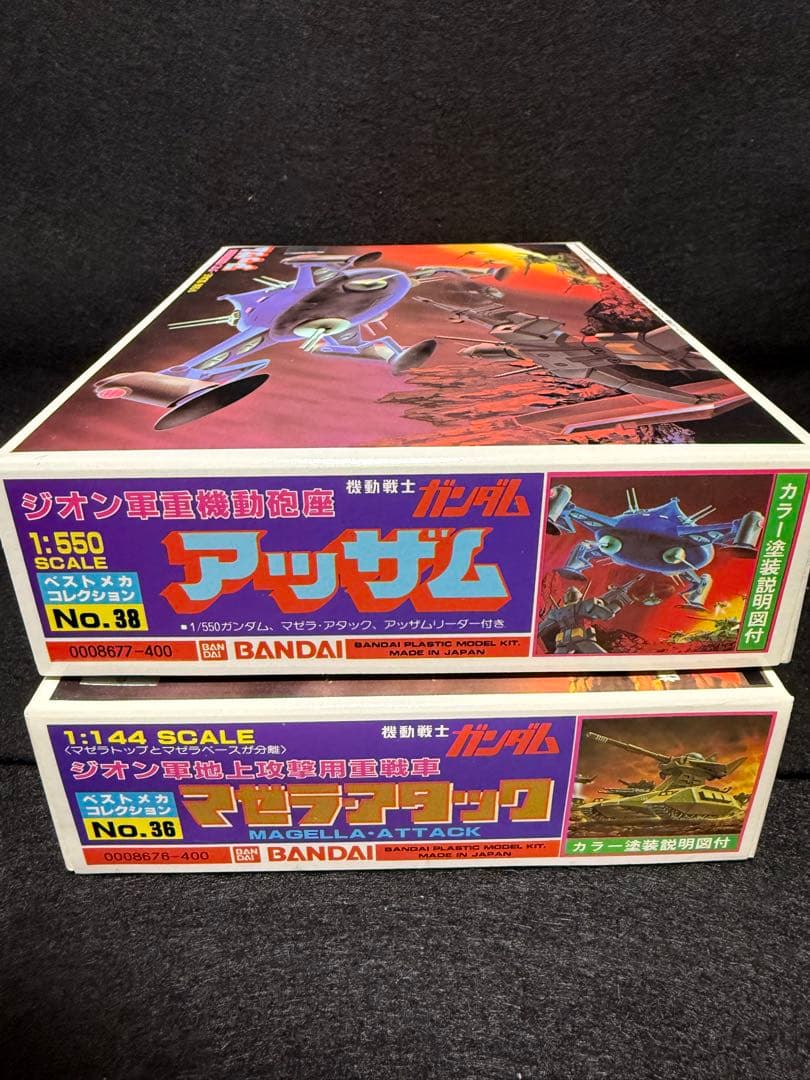 アッザム
ジオン軍重機動砲座
機動戦士
ガンダム
1:550
SCALE
アッザム
ベストメカ
コレクション
No.38
■1/550ガンダム、マゼラ・アタック、アッザムリーダー付き
0008677-400
BAN
DAI
BANDAI
BANDAI PLASTIC MODEL KIT.
MADE IN JAPAN
カラー塗装説明図付
1:144 SCALE
〈マゼラトップとマゼラベースが分離〉
機動戦士
ガンダム
ジオン軍地上攻撃用重戦車
ベストメカ
コレクション
No.36
マゼラ・アタック
MAGELLA・ATTACK
0008676-400
BAN
DAI
BANDAI
BANDAI PLASTIC MODEL KIT.
MADE IN JAPAN
カラー塗装説明図付